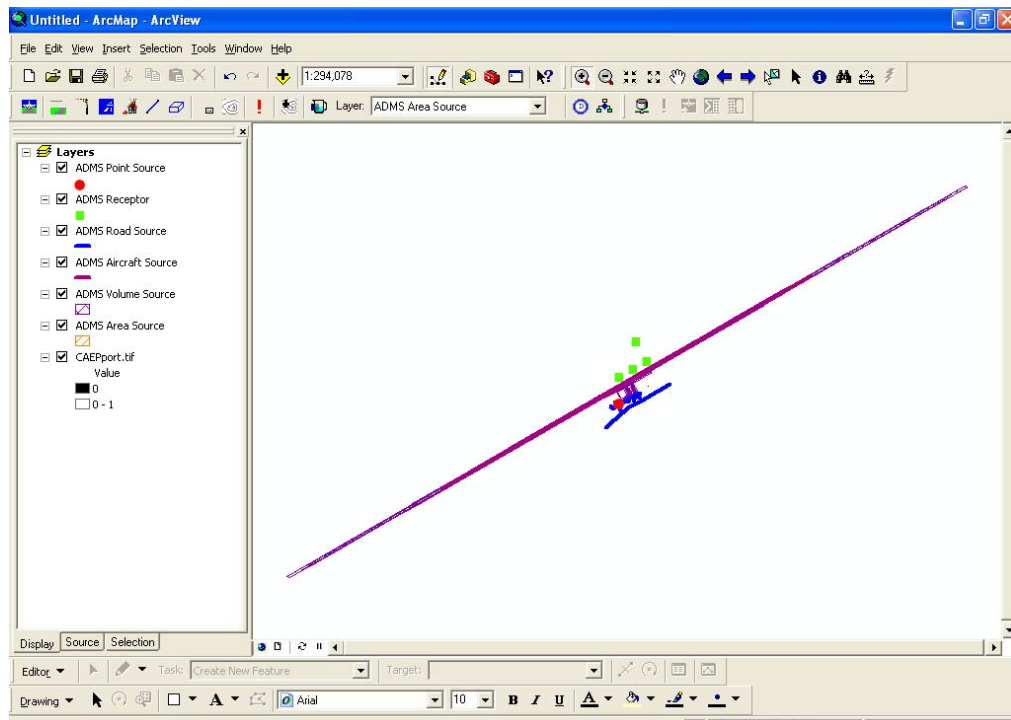 Untitled - ArcMap - ArcView
File Edit View Insert Selection Tools Window Help
1:294,078
Layer: ADMS Area Source
Layers
ADMS Point Source
ADMS Receptor
ADMS Road Source
ADMS Aircraft Source
ADMS Volume Source
ADMS Area Source
CAEPport.tif
Value
0
0 - 1
Display Source Selection
Editor Task: Create New Feature Target:
Drawing A Arial 10 B I U A